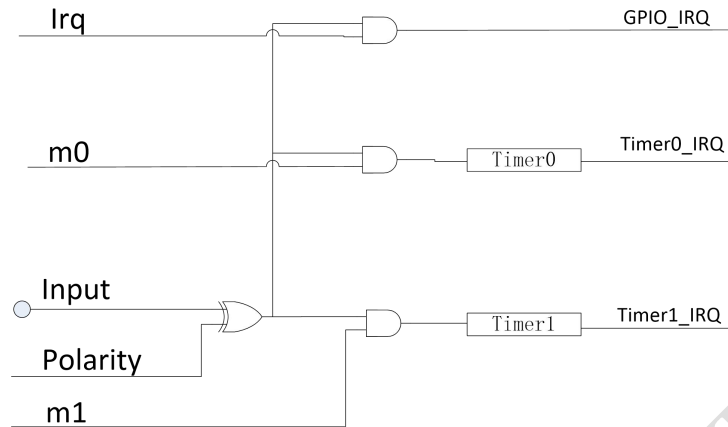 Irq
GPIO_IRQ
m0
Timer0
Timer0_IRQ
Input
Timer1
Timer1_IRQ
Polarity
m1